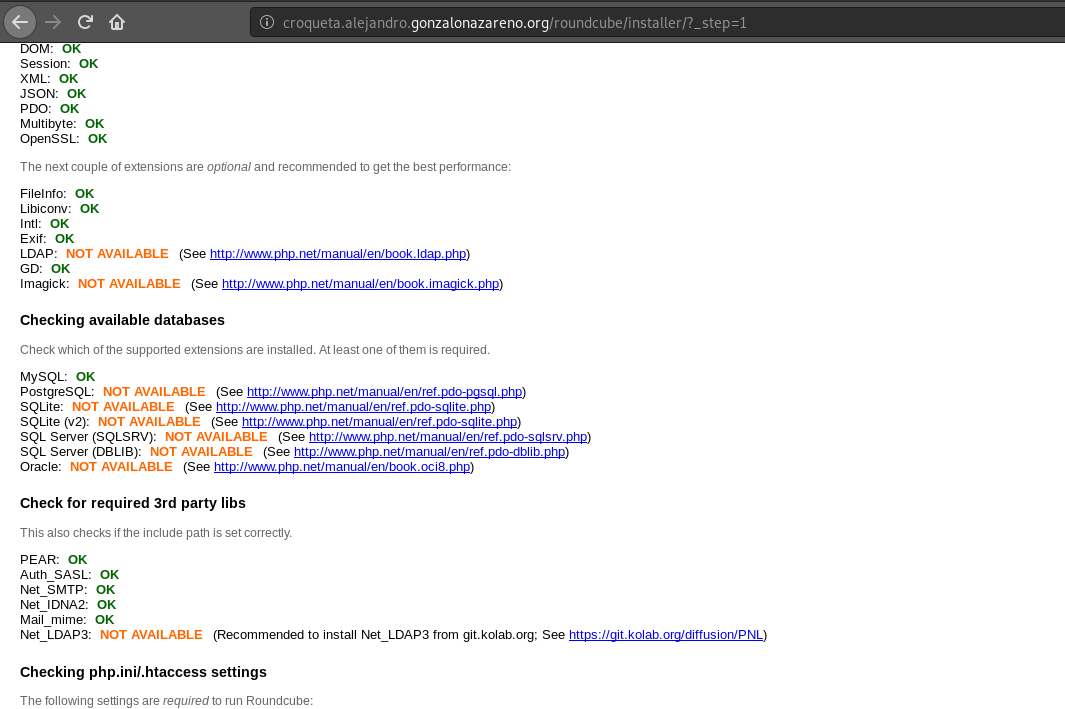 croqueta.alejandro.gonzalonazareno.org/roundcube/installer/?_step=1
DOM: OK
Session: OK
XML: OK
JSON: OK
PDO: OK
Multibyte: OK
OpenSSL: OK
The next couple of extensions are optional and recommended to get the best performance:
FileInfo: OK
Libiconv: OK
Intl: OK
Exif: OK
LDAP: NOT AVAILABLE (See http://www.php.net/manual/en/book.ldap.php)
GD: OK
Imagick: NOT AVAILABLE (See http://www.php.net/manual/en/book.imagick.php)
Checking available databases
Check which of the supported extensions are installed. At least one of them is required.
MySQL: OK
PostgreSQL: NOT AVAILABLE (See http://www.php.net/manual/en/ref.pdo-pgsql.php)
SQLite: NOT AVAILABLE (See http://www.php.net/manual/en/ref.pdo-sqlite.php)
SQLite (v2): NOT AVAILABLE (See http://www.php.net/manual/en/ref.pdo-sqlite.php)
SQL Server (SQLSRV): NOT AVAILABLE (See http://www.php.net/manual/en/ref.pdo-sqlsrv.php)
SQL Server (DBLIB): NOT AVAILABLE (See http://www.php.net/manual/en/ref.pdo-dblib.php)
Oracle: NOT AVAILABLE (See http://www.php.net/manual/en/book.oci8.php)
Check for required 3rd party libs
This also checks if the include path is set correctly.
PEAR: OK
Auth_SASL: OK
Net_SMTP: OK
Net_IDNA2: OK
Mail_mime: OK
Net_LDAP3: NOT AVAILABLE (Recommended to install Net_LDAP3 from git.kolab.org; See https://git.kolab.org/diffusion/PNL)
Checking php.ini/.htaccess settings
The following settings are required to run Roundcube: